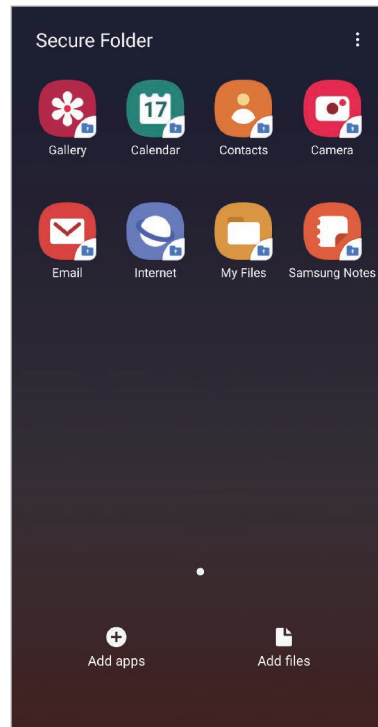 Secure Folder
17
Gallery Calendar Contacts Camera
Email Internet My Files Samsung Notes
Add apps Add files